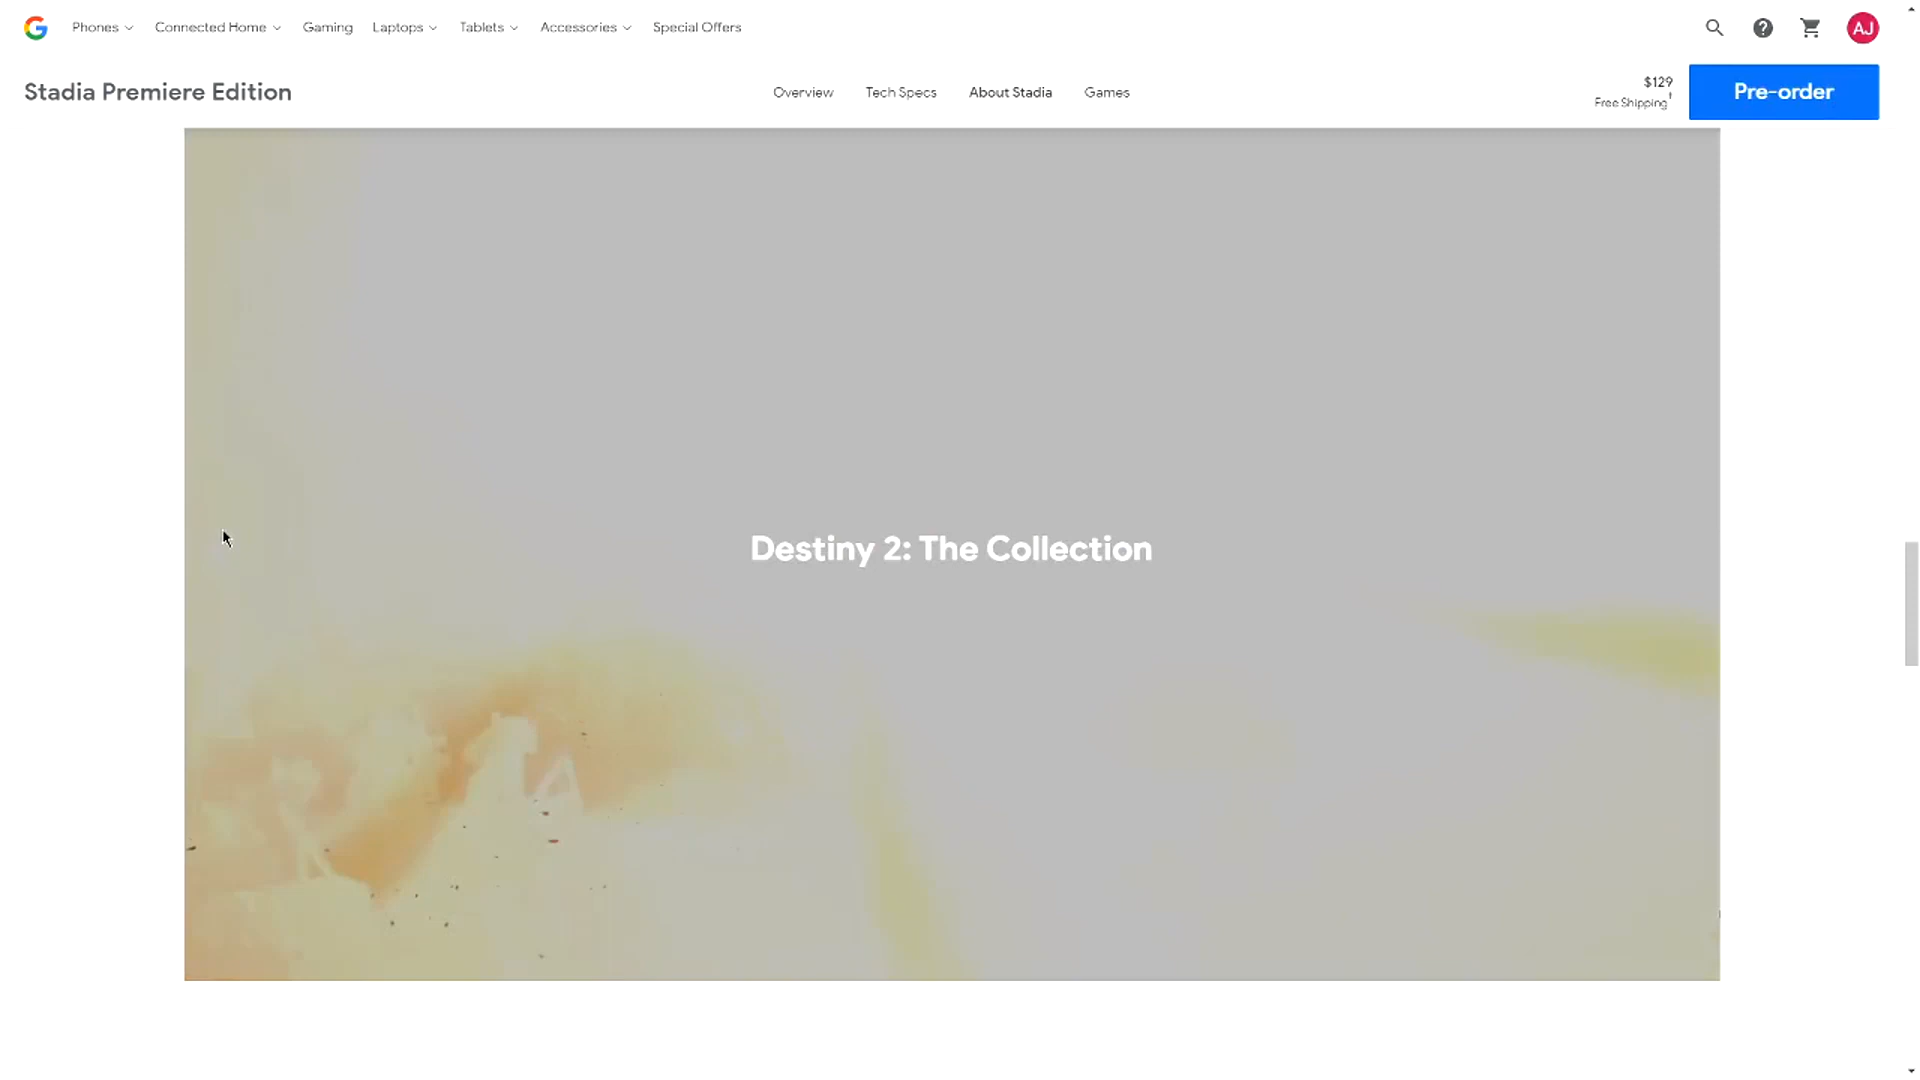 Phones Connected Home Gaming Laptops Tablets Accessories Special Offers AJ
Stadia Premiere Edition Overview Tech Specs About Stadia Games $129 Pre-order
Free Shipping†
Destiny 2: The Collection